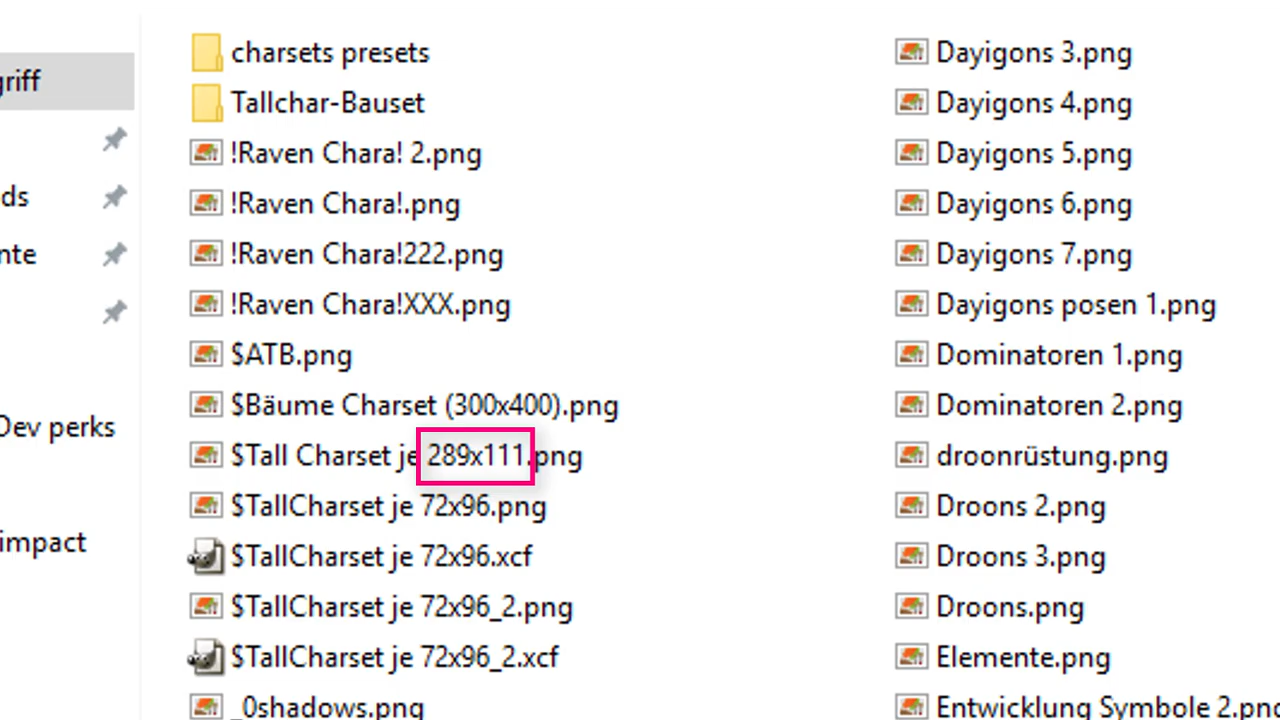 griff
ds
nte
Dev perks
impact
charsets presets
Tallchar-Bauset
!Raven Chara! 2.png
!Raven Chara!.png
!Raven Chara!222.png
!Raven Chara!XXX.png
$ATB.png
$Bäume Charset (300x400).png
$Tall Charset je 289x111.png
$TallCharset je 72x96.png
$TallCharset je 72x96.xcf
$TallCharset je 72x96_2.png
$TallCharset je 72x96_2.xcf
_0shadows.png
Dayigons 3.png
Dayigons 4.png
Dayigons 5.png
Dayigons 6.png
Dayigons 7.png
Dayigons posen 1.png
Dominatoren 1.png
Dominatoren 2.png
droonrüstung.png
Droons 2.png
Droons 3.png
Droons.png
Elemente.png
Entwicklung Symbole 2.png